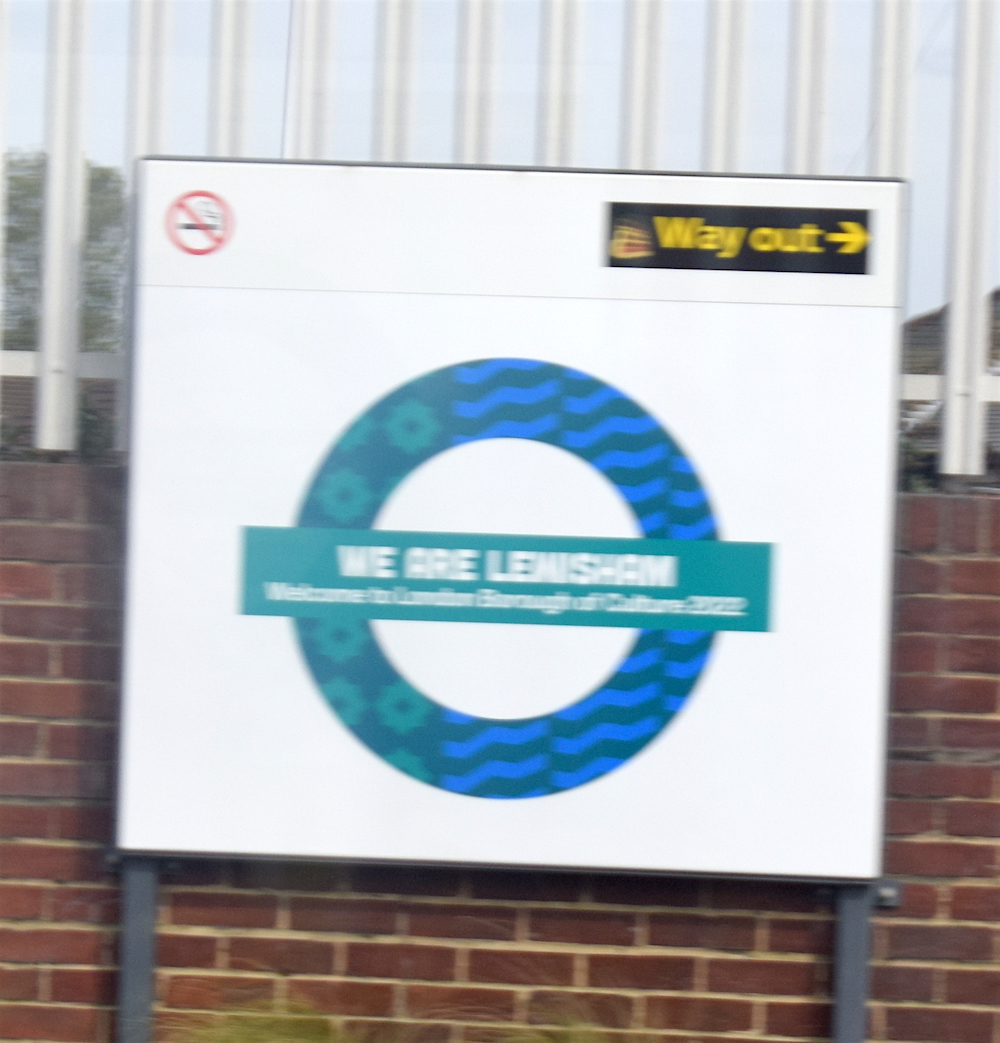 Way out
WE ARE LEWISHAM
Welcome to London Borough of Culture 2022